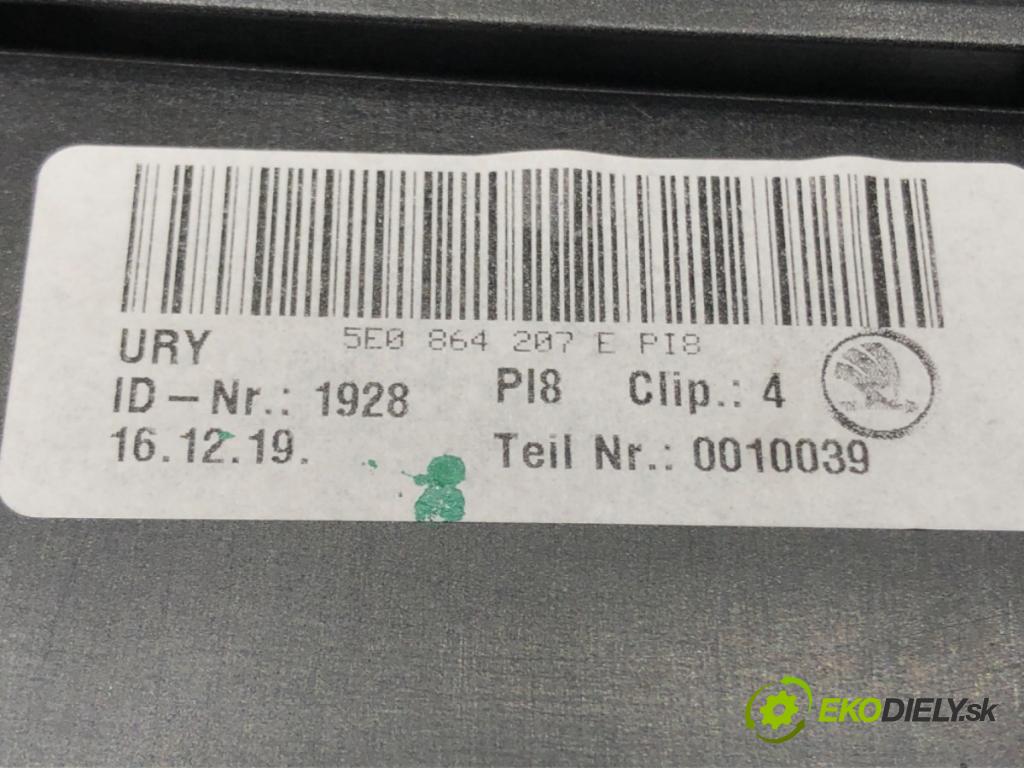 5E0 864 207 E PI8
URY
ID-Nr.: 1928 PI8 Clip.: 4
16.12.19. Teil Nr.: 0010039
EKODIELY.sk